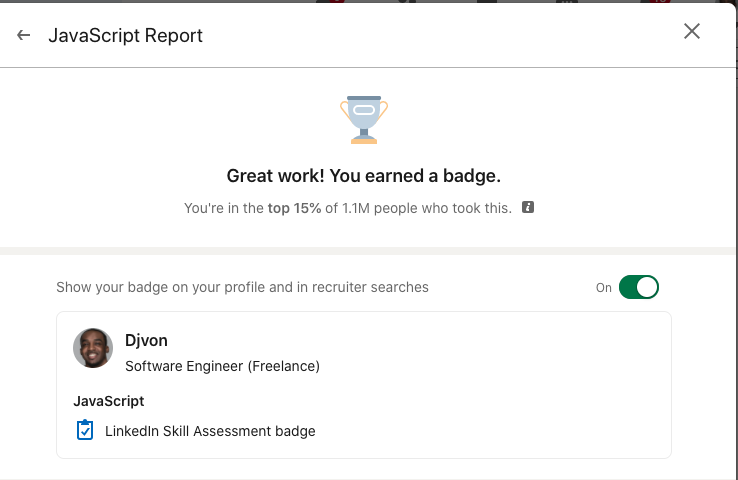 JavaScript Report
Great work! You earned a badge.
You're in the top 15% of 1.1M people who took this.
Show your badge on your profile and in recruiter searches
On
Djvon
Software Engineer (Freelance)
JavaScript
LinkedIn Skill Assessment badge